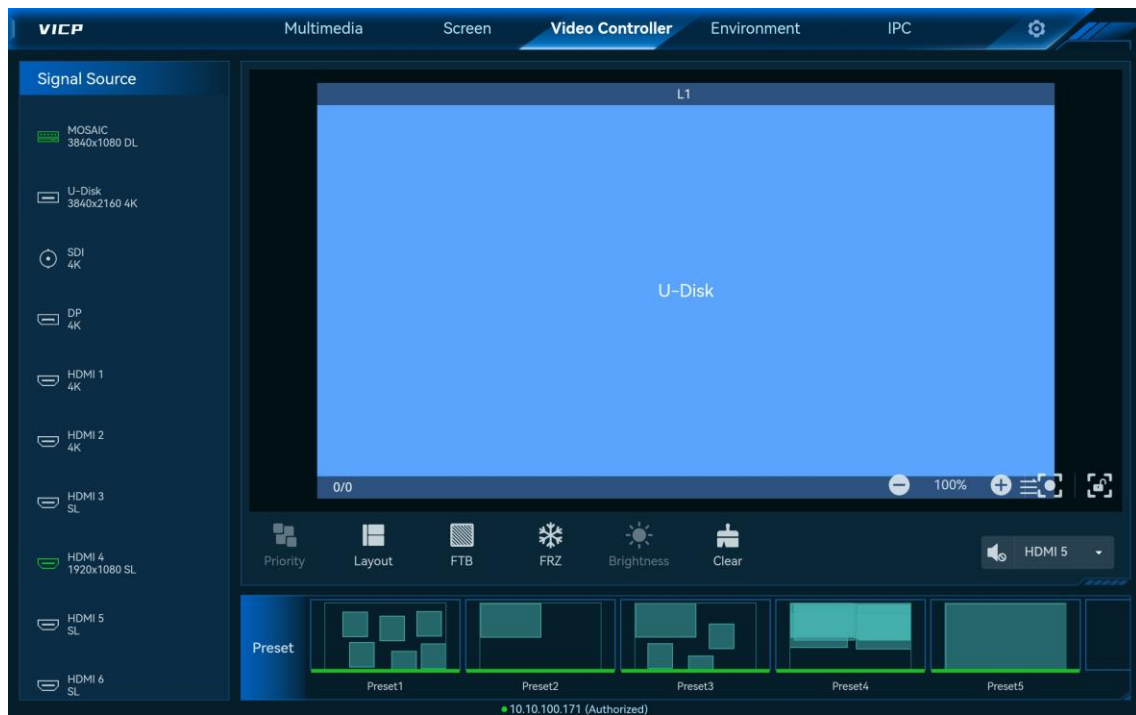 VICP
Multimedia
Screen
Video Controller
Environment
IPC
Signal Source
MOSAIC
3840x1080 DL
U-Disk
3840x2160 4K
SDI
4K
DP
4K
HDMI 1
4K
HDMI 2
4K
HDMI 3
SL
HDMI 4
1920x1080 SL
HDMI 5
SL
HDMI 6
SL
L1
U-Disk
0/0
100%
Priority
Layout
FTB
FRZ
Brightness
Clear
HDMI 5
Preset
Preset1
Preset2
Preset3
Preset4
Preset5
10.10.100.171 (Authorized)